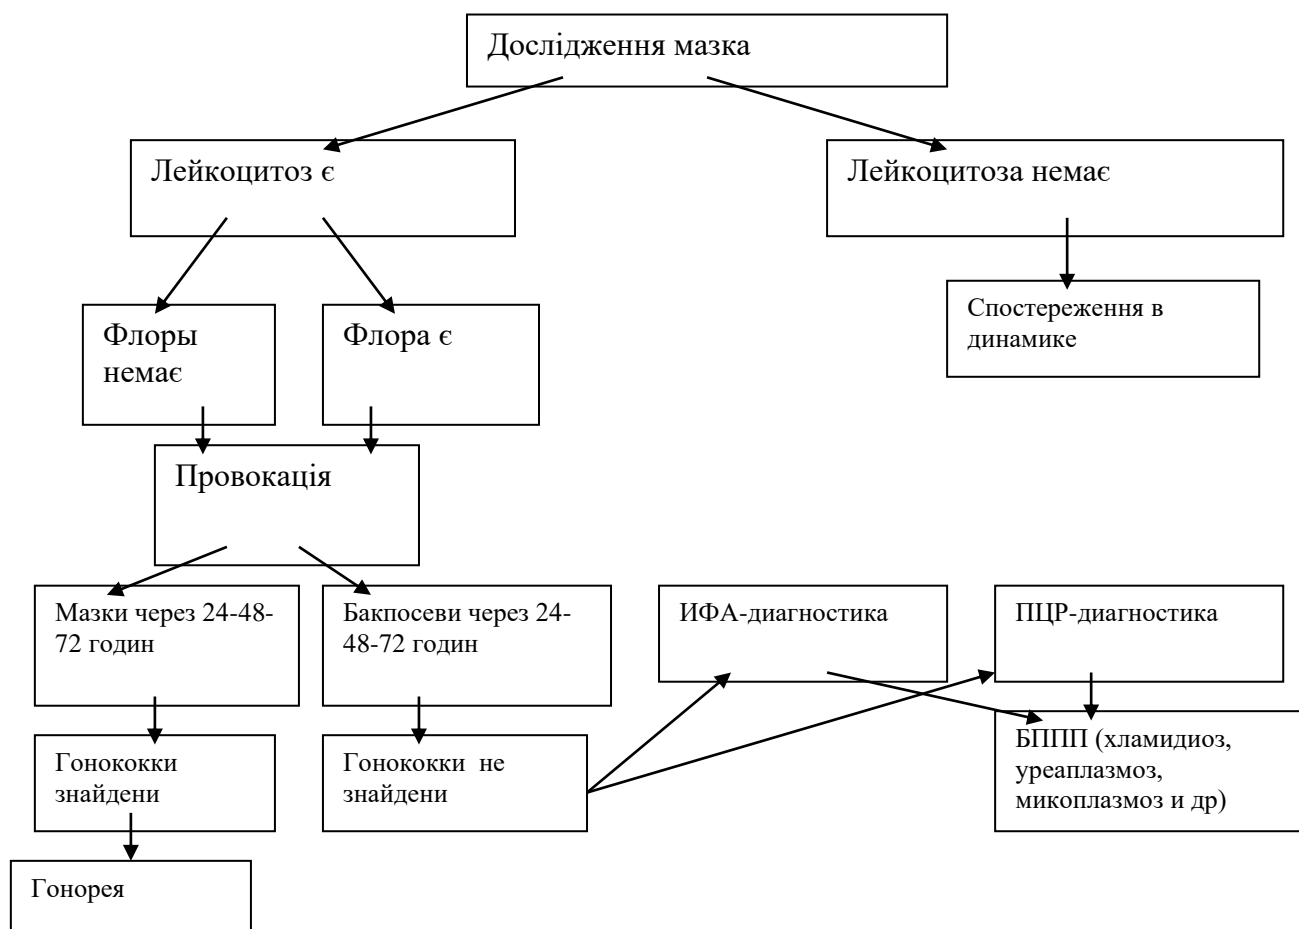 Дослідження мазка
Лейкоцитоз є
Лейкоцитоза немає
Спостереження в
динамике
Флоры
немає
Флора є
Провокація
Мазки через 24-48-
72 годин
Бакпосеви через 24-
48-72 годин
ИФА-диагностика
ПЦР-диагностика
Гонококки
знайдени
Гонококки не
знайдени
БППП (хламидиоз,
уреаплазмоз,
микоплазмоз и др)
Гонорея